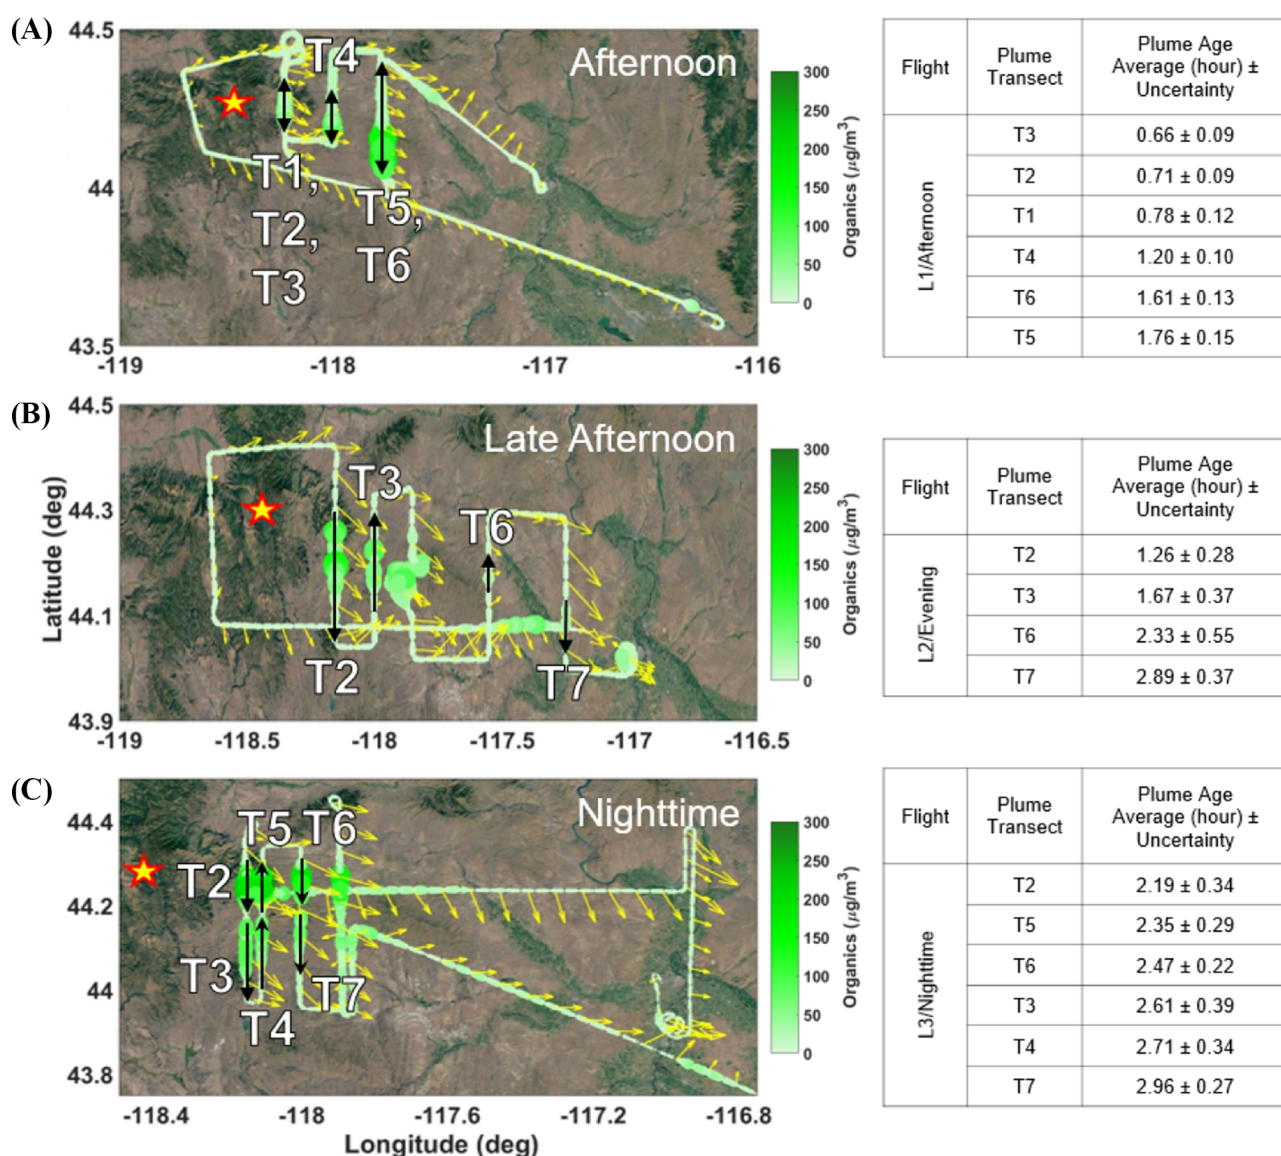 (A)
44.5
44
43.5
-119
-118
-117
-116
Afternoon
T4
T1,
T2,
T3
T5,
T6
300
250
200
150
100
50
0
Organics (µg/m³)
Flight
Plume
Transect
Plume Age
Average (hour) ±
Uncertainty
L1/Afternoon
T3 0.66 ± 0.09
T2 0.71 ± 0.09
T1 0.78 ± 0.12
T4 1.20 ± 0.10
T6 1.61 ± 0.13
T5 1.76 ± 0.15
(B)
44.5
44.3
44.1
43.9
Latitude (deg)
-119
-118.5
-118
-117.5
-117
-116.5
Late Afternoon
T3
T6
T2
T7
300
250
200
150
100
50
0
Organics (µg/m³)
Flight
Plume
Transect
Plume Age
Average (hour) ±
Uncertainty
L2/Evening
T2 1.26 ± 0.28
T3 1.67 ± 0.37
T6 2.33 ± 0.55
T7 2.89 ± 0.37
(C)
44.4
44.2
44
43.8
-118.4
-118
-117.6
-117.2
-116.8
Longitude (deg)
Nighttime
T5 T6
T2
T3
T7
T4
300
250
200
150
100
50
0
Organics (µg/m³)
Flight
Plume
Transect
Plume Age
Average (hour) ±
Uncertainty
L3/Nighttime
T2 2.19 ± 0.34
T5 2.35 ± 0.29
T6 2.47 ± 0.22
T3 2.61 ± 0.39
T4 2.71 ± 0.34
T7 2.96 ± 0.27